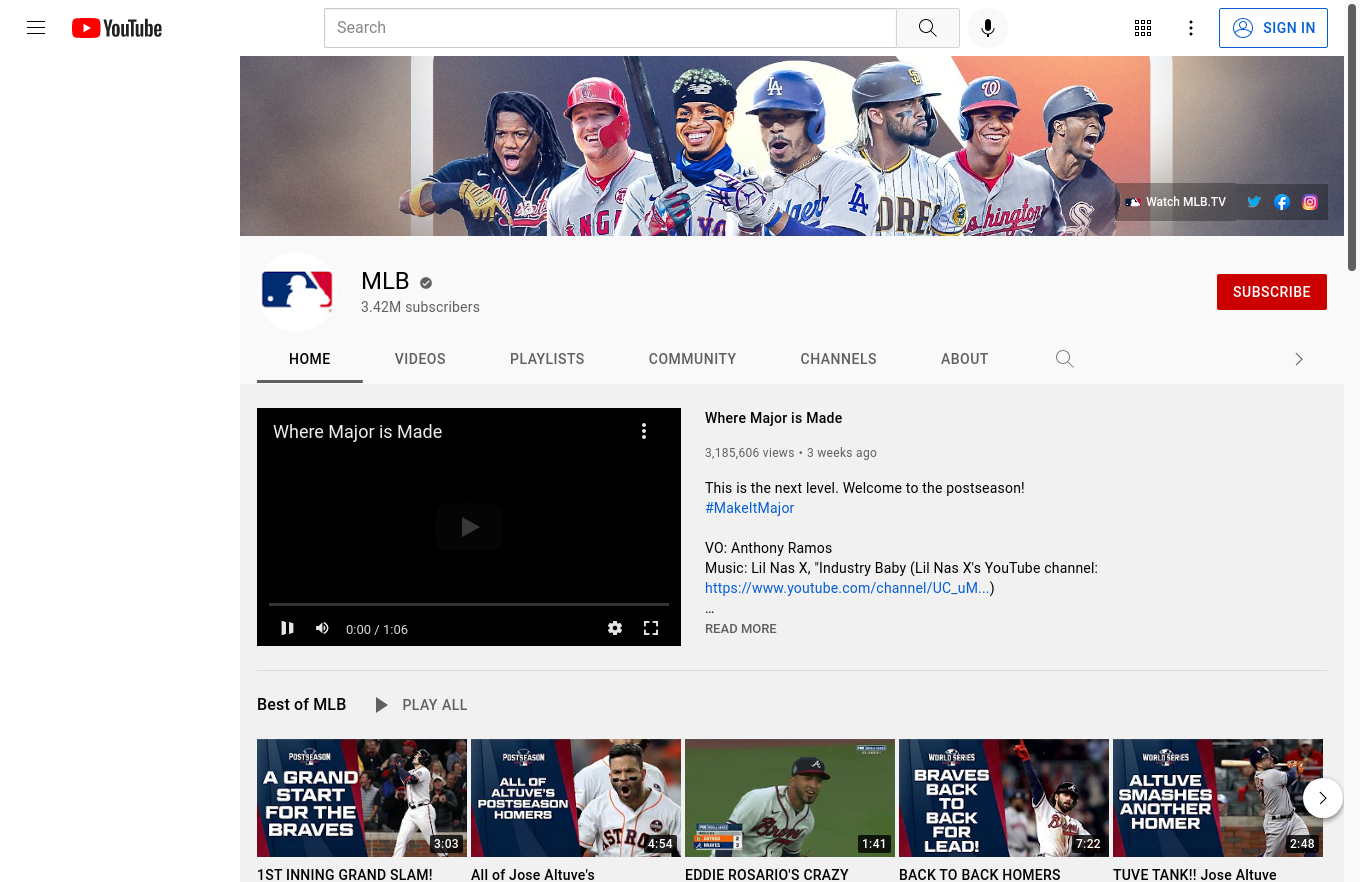 YouTube
Search
SIGN IN
Watch MLB.TV
MLB
3.42M subscribers
SUBSCRIBE
HOME
VIDEOS
PLAYLISTS
COMMUNITY
CHANNELS
ABOUT
Where Major is Made
0:00 / 1:06
Where Major is Made
3,185,606 views • 3 weeks ago
This is the next level. Welcome to the postseason!
#MakeItMajor
VO: Anthony Ramos
Music: Lil Nas X, "Industry Baby (Lil Nas X's YouTube channel:
https://www.youtube.com/channel/UC_uM...)
...
READ MORE
Best of MLB
PLAY ALL
POSTSEASON
A GRAND
START
FOR THE
BRAVES
3:03
POSTSEASON
ALL OF
ALTUVE'S
POSTSEASON
HOMERS
4:54
Braves
1:41
WORLD SERIES
BRAVES
BACK
TO
BACK
FOR
LEAD!
7:22
WORLD SERIES
ALTUVE
SMASHES
ANOTHER
HOMER
2:48
1ST INNING GRAND SLAM!
All of Jose Altuve's
EDDIE ROSARIO'S CRAZY
BACK TO BACK HOMERS
TUVE TANK!! Jose Altuve